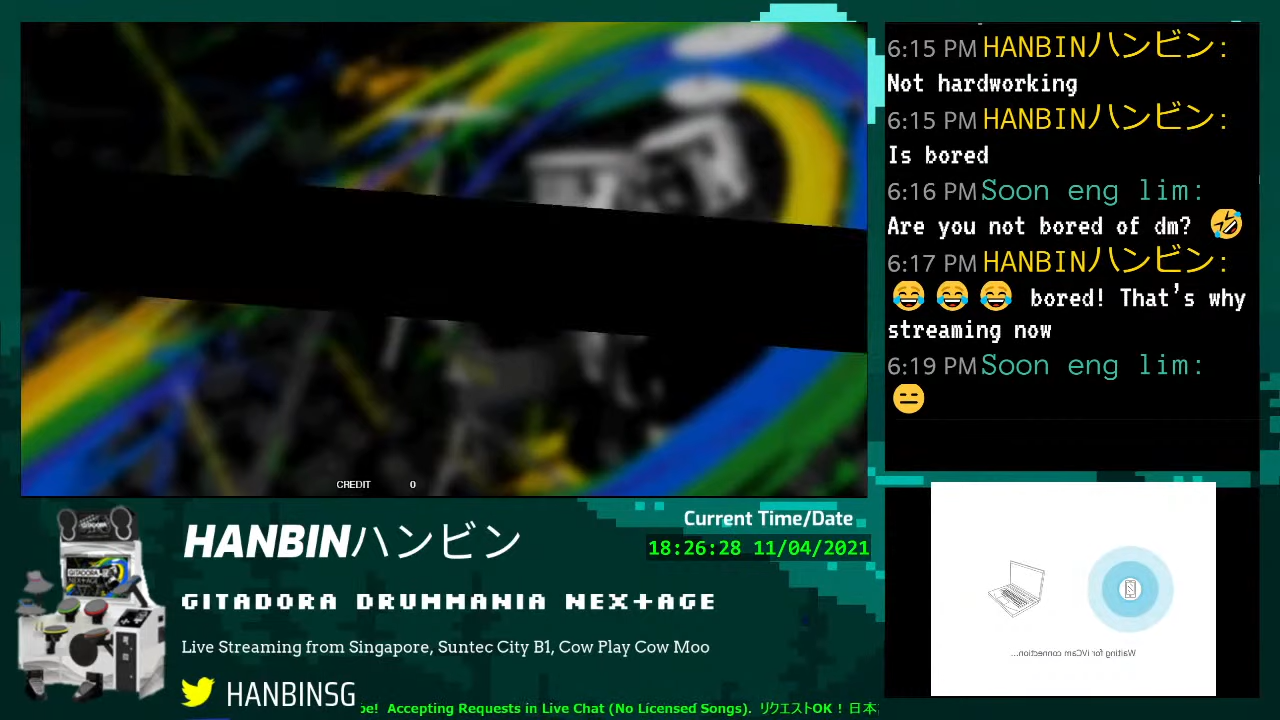 6:15 PM HANBINハンビン:
Not hardworking
6:15 PM HANBINハンビン:
Is bored
6:16 PM Soon eng lim:
Are you not bored of dm? 🤣
6:17 PM HANBINハンビン:
😂 😂 😂 bored! That's why
streaming now
6:19 PM Soon eng lim:
😑
CREDIT 0
HANBINハンビン
Current Time/Date
18:26:28 11/04/2021
GITADORA DRUMMANIA NEX+AGE
Live Streaming from Singapore, Suntec City B1, Cow Play Cow Moo
HANBINSG
be! Accepting Requests in Live Chat (No Licensed Songs). リクエストOK！日本
Waiting for iVCam connection...